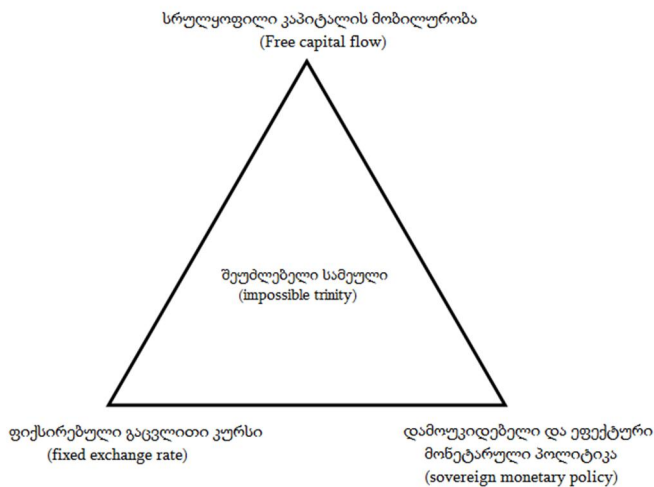 სრულყოფილი კაპიტალის მობილურობა
(Free capital flow)
შეუძლებელი სამეული
(impossible trinity)
ფიქსირებული გაცვლითი კურსი
(fixed exchange rate)
დამოუკიდებელი და ეფექტური
მონეტარული პოლიტიკა
(sovereign monetary policy)